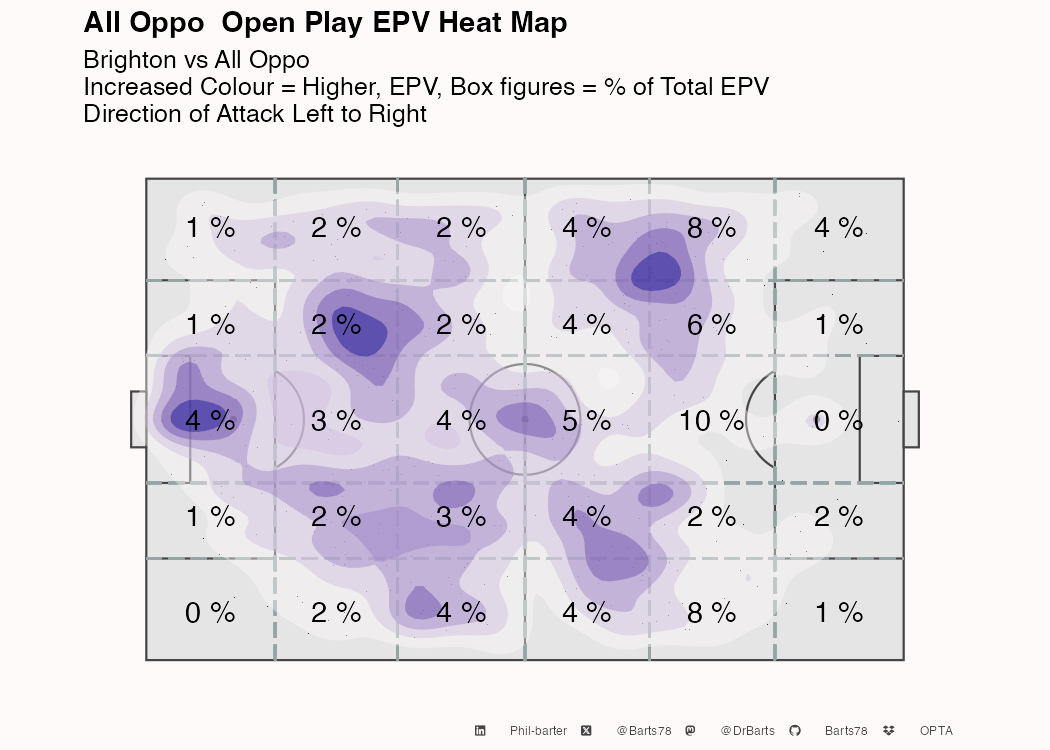 All Oppo  Open Play EPV Heat Map
Brighton vs All Oppo
Increased Colour = Higher, EPV, Box figures = % of Total EPV
Direction of Attack Left to Right
1 % 2 % 2 % 4 % 8 % 4 %
1 % 2 % 2 % 4 % 6 % 1 %
4 % 3 % 4 % 5 % 10 % 0 %
1 % 2 % 3 % 4 % 2 % 2 %
0 % 2 % 4 % 4 % 8 % 1 %
Phil-barter @Barts78 @DrBarts Barts78 OPTA